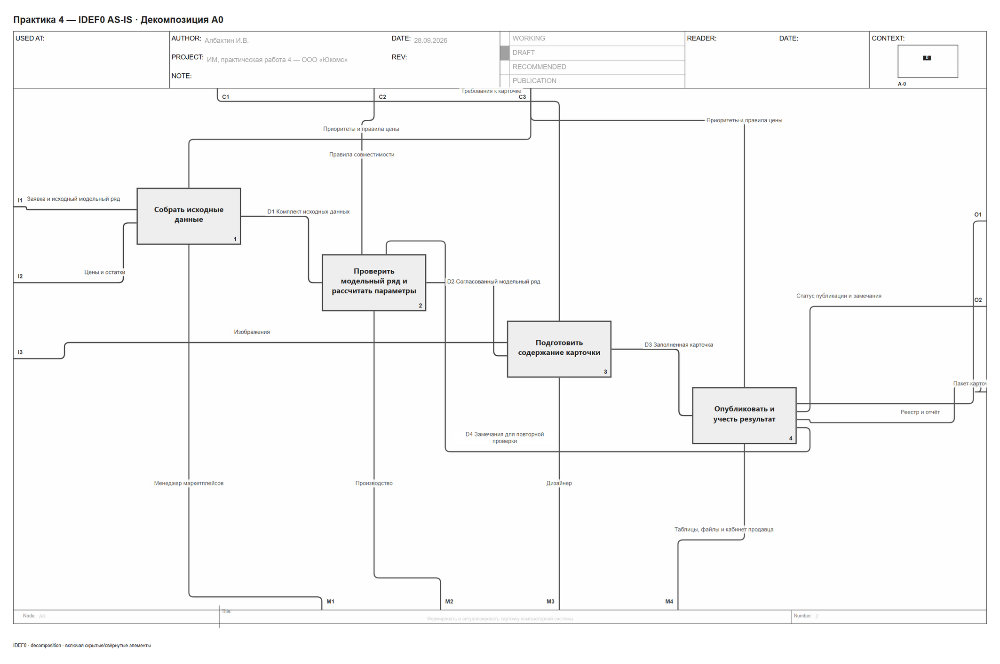 Практика 4 — IDEF0 AS-IS · Декомпозиция A0
USED AT:
AUTHOR: Албахтин И.В.
DATE: 28.09.2026
PROJECT: ИМ, практическая работа 4 — ООО «Юкомс»
REV:
NOTE:
WORKING
DRAFT
RECOMMENDED
PUBLICATION
READER:
DATE:
CONTEXT:
0
A-0
Требования к карточке
C1
C2
C3
Приоритеты и правила цены
Приоритеты и правила цены
Правила совместимости
I1
Заявка и исходный модельный ряд
Собрать исходные
данные
1
D1 Комплект исходных данных
O1
I2
Цены и остатки
Проверить
модельный ряд и
рассчитать параметры
2
D2 Согласованный модельный ряд
Статус публикации и замечания
O2
Изображения
I3
Подготовить
содержание карточки
3
D3 Заполненная карточка
Пакет карточ
Опубликовать и
учесть результат
4
Реестр и отчёт
D4 Замечания для повторной
проверки
Менеджер маркетплейсов
Производство
Дизайнер
Таблицы, файлы и кабинет продавца
M1
M2
M3
M4
Node: A0
Title:
Формировать и актуализировать карточку компьютерной системы
Number: 2
IDEF0 · decomposition · включая скрытые/свёрнутые элементы